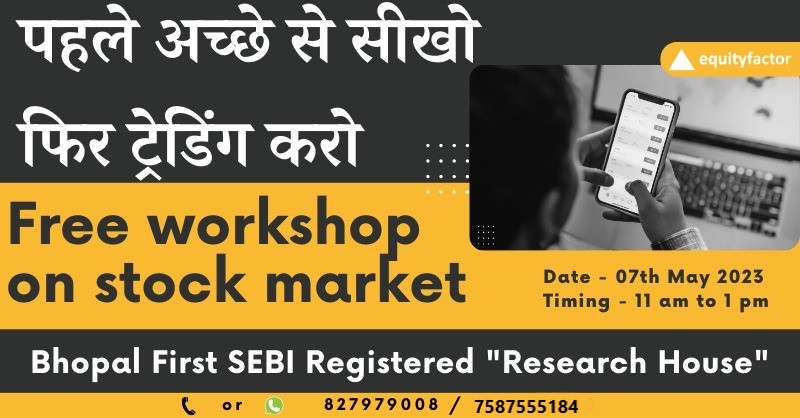 पहले अच्छे से सीखो
equityfactor
फिर ट्रेडिंग करो
Free workshop
on stock market
Date - 07th May 2023
Timing - 11 am to 1 pm
Bhopal First SEBI Registered "Research House"
or 827979008 / 7587555184